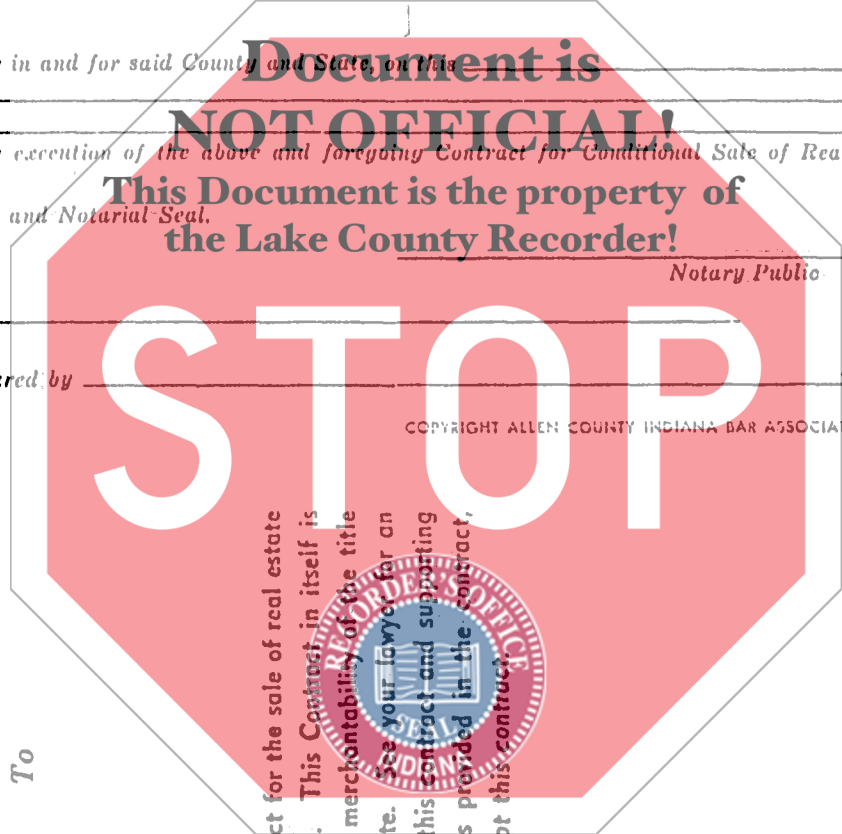 in and for said County and State, on this
Document is
NOT OFFICIAL!
execution of the above and foregoing Contract for Conditional Sale of Rea
This Document is the property of
and Notarial Seal.
the Lake County Recorder!
Notary Public
STOP
red by
COPYRIGHT ALLEN COUNTY INDIANA BAR ASSOCIA
ct for the sale of real estate
. This Contract in itself is
merchantability of the title
te. See your lawyer for an
this contract and supporting
s provided in the contract,
ot this contract.
RECORDER'S OFFICE
SEAL
INDIANA
To